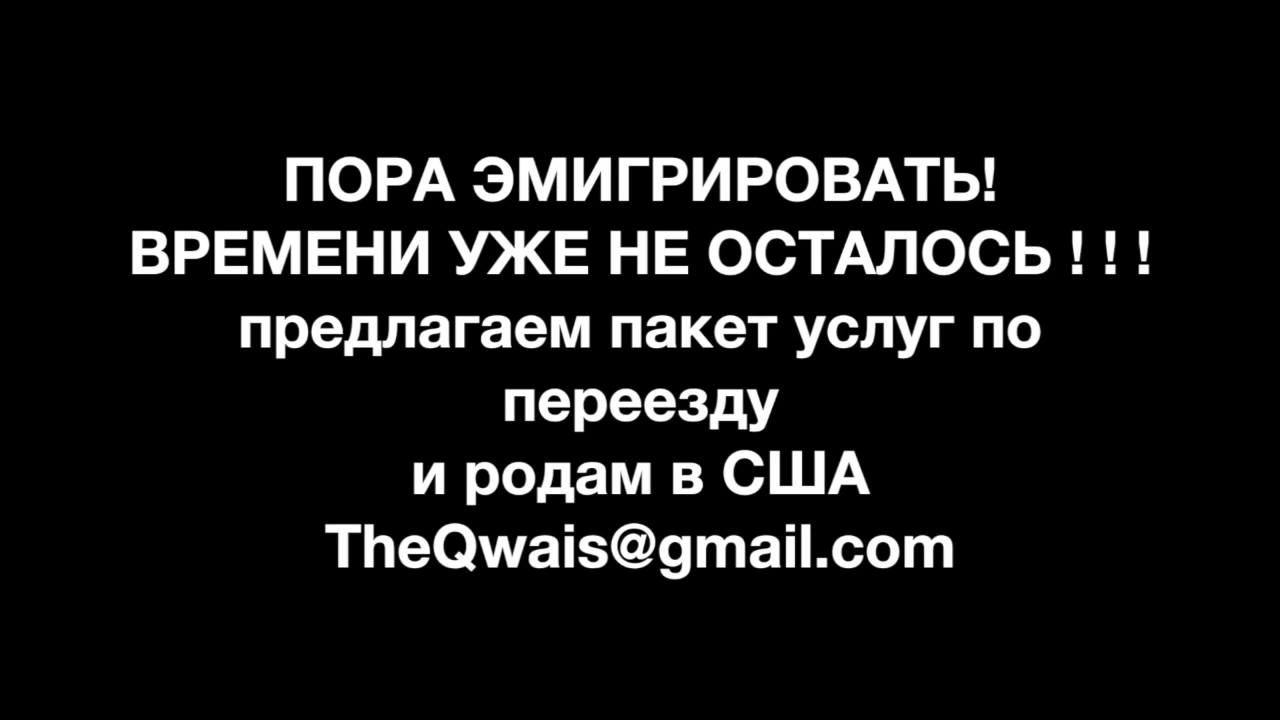 ПОРА ЭМИГРИРОВАТЬ!
ВРЕМЕНИ УЖЕ НЕ ОСТАЛОСЬ ! ! !
предлагаем пакет услуг по
переезду
и родам в США
TheQwais@gmail.com